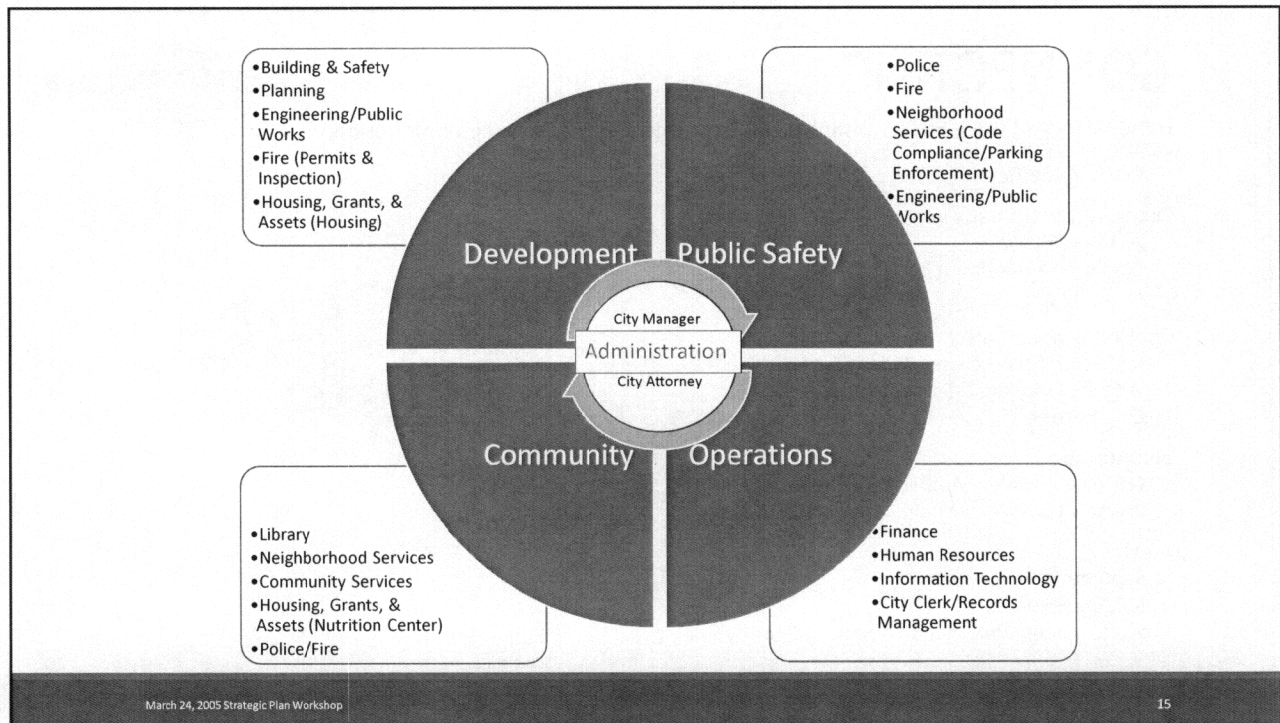 •Building & Safety
•Planning
•Engineering/Public
Works
•Fire (Permits &
Inspection)
•Housing, Grants, &
Assets (Housing)
•Police
•Fire
•Neighborhood
Services (Code
Compliance/Parking
Enforcement)
•Engineering/Public
Works
Development
Public Safety
City Manager
Administration
City Attorney
Community
Operations
•Library
•Neighborhood Services
•Community Services
•Housing, Grants, &
Assets (Nutrition Center)
•Police/Fire
•Finance
•Human Resources
•Information Technology
•City Clerk/Records
Management
March 24, 2005 Strategic Plan Workshop
15